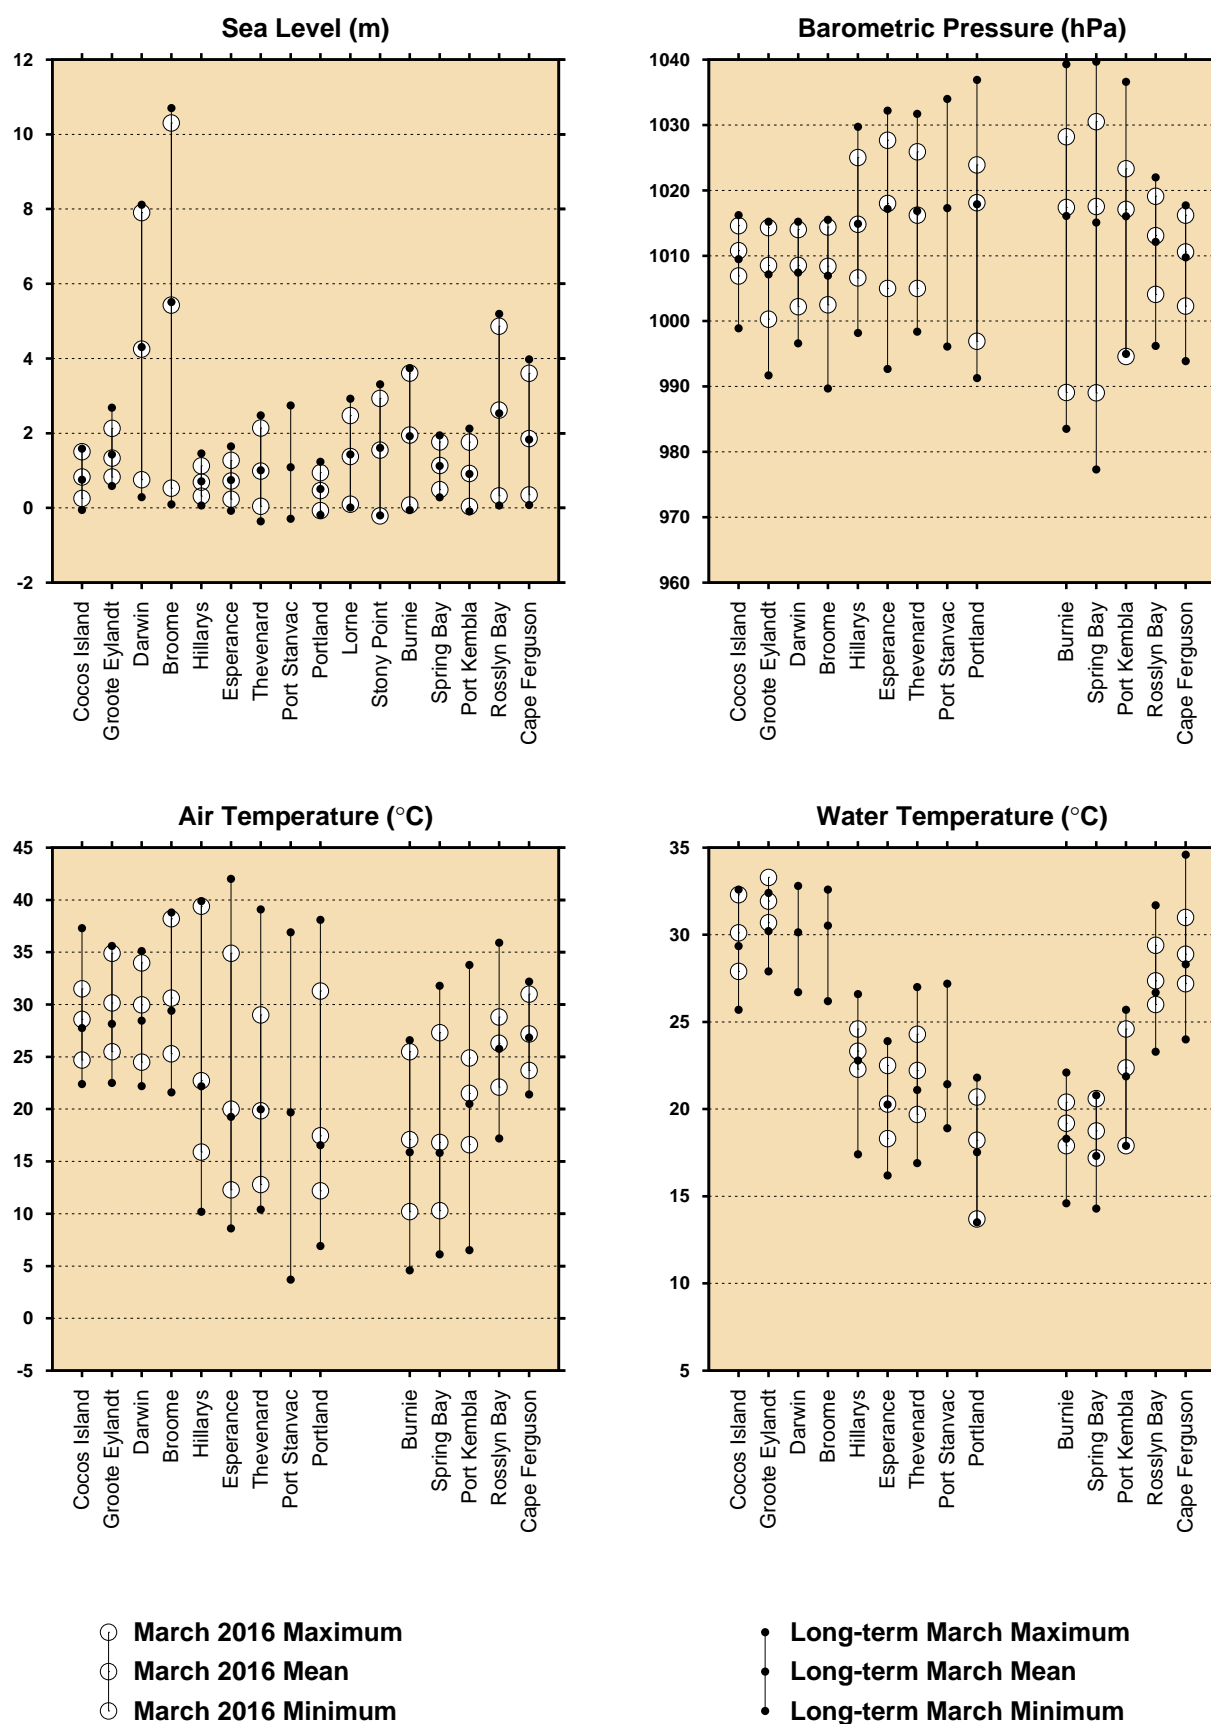 Sea Level (m)
12
10
8
6
4
2
0
-2
Cocos Island
Groote Eylandt
Darwin
Broome
Hillarys
Esperance
Thevenard
Port Stanvac
Portland
Lorne
Stony Point
Burnie
Spring Bay
Port Kembla
Rosslyn Bay
Cape Ferguson
Barometric Pressure (hPa)
1040
1030
1020
1010
1000
990
980
970
960
Cocos Island
Groote Eylandt
Darwin
Broome
Hillarys
Esperance
Thevenard
Port Stanvac
Portland
Burnie
Spring Bay
Port Kembla
Rosslyn Bay
Cape Ferguson
Air Temperature (°C)
45
40
35
30
25
20
15
10
5
0
-5
Cocos Island
Groote Eylandt
Darwin
Broome
Hillarys
Esperance
Thevenard
Port Stanvac
Portland
Burnie
Spring Bay
Port Kembla
Rosslyn Bay
Cape Ferguson
Water Temperature (°C)
35
30
25
20
15
10
5
Cocos Island
Groote Eylandt
Darwin
Broome
Hillarys
Esperance
Thevenard
Port Stanvac
Portland
Burnie
Spring Bay
Port Kembla
Rosslyn Bay
Cape Ferguson
March 2016 Maximum
March 2016 Mean
March 2016 Minimum
Long-term March Maximum
Long-term March Mean
Long-term March Minimum